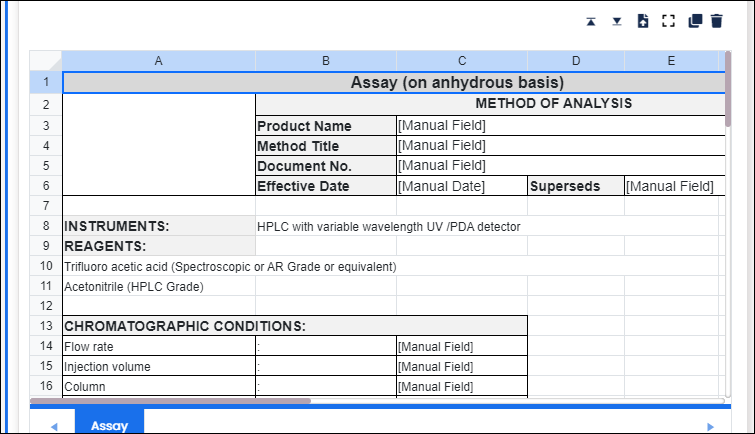 A B C D E
1 Assay (on anhydrous basis)
2 METHOD OF ANALYSIS
3 Product Name [Manual Field]
4 Method Title [Manual Field]
5 Document No. [Manual Field]
6 Effective Date [Manual Date] Superseds [Manual Field]
7
8 INSTRUMENTS: HPLC with variable wavelength UV /PDA detector
9 REAGENTS:
10 Trifluoro acetic acid (Spectroscopic or AR Grade or equivalent)
11 Acetonitrile (HPLC Grade)
12
13 CHROMATOGRAPHIC CONDITIONS:
14 Flow rate : [Manual Field]
15 Injection volume : [Manual Field]
16 Column : [Manual Field]
Assay